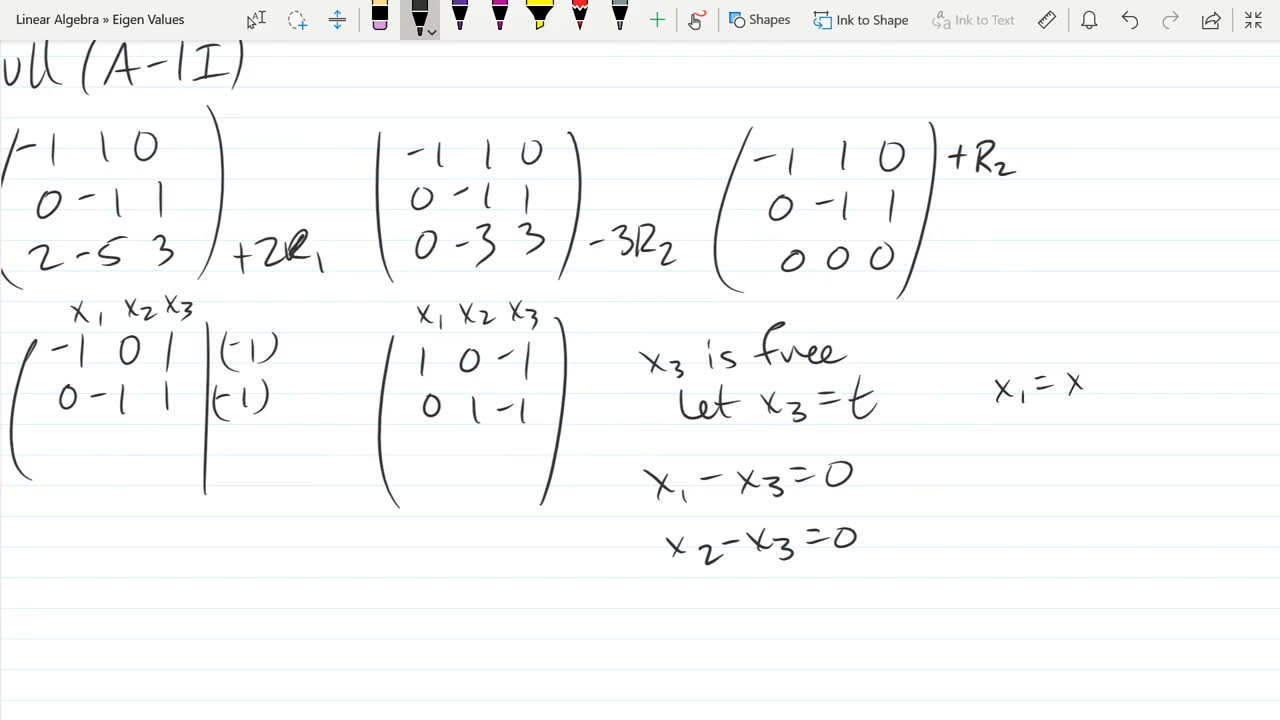 Linear Algebra » Eigen Values
Shapes
Ink to Shape
Ink to Text
ull (A-1I)
-1 1 0
0 -1 1
2 -5 3 +2R₁
-1 1 0
0 -1 1
0 -3 3 -3R₂
-1 1 0 +R₂
0 -1 1
0 0 0
x₁ x₂ x₃
-1 0 1 (-1)
0 -1 1 (-1)
x₁ x₂ x₃
1 0 -1
0 1 -1
x₃ is free
Let x₃ = t
x₁ - x₃ = 0
x₂ - x₃ = 0
x₁ = x